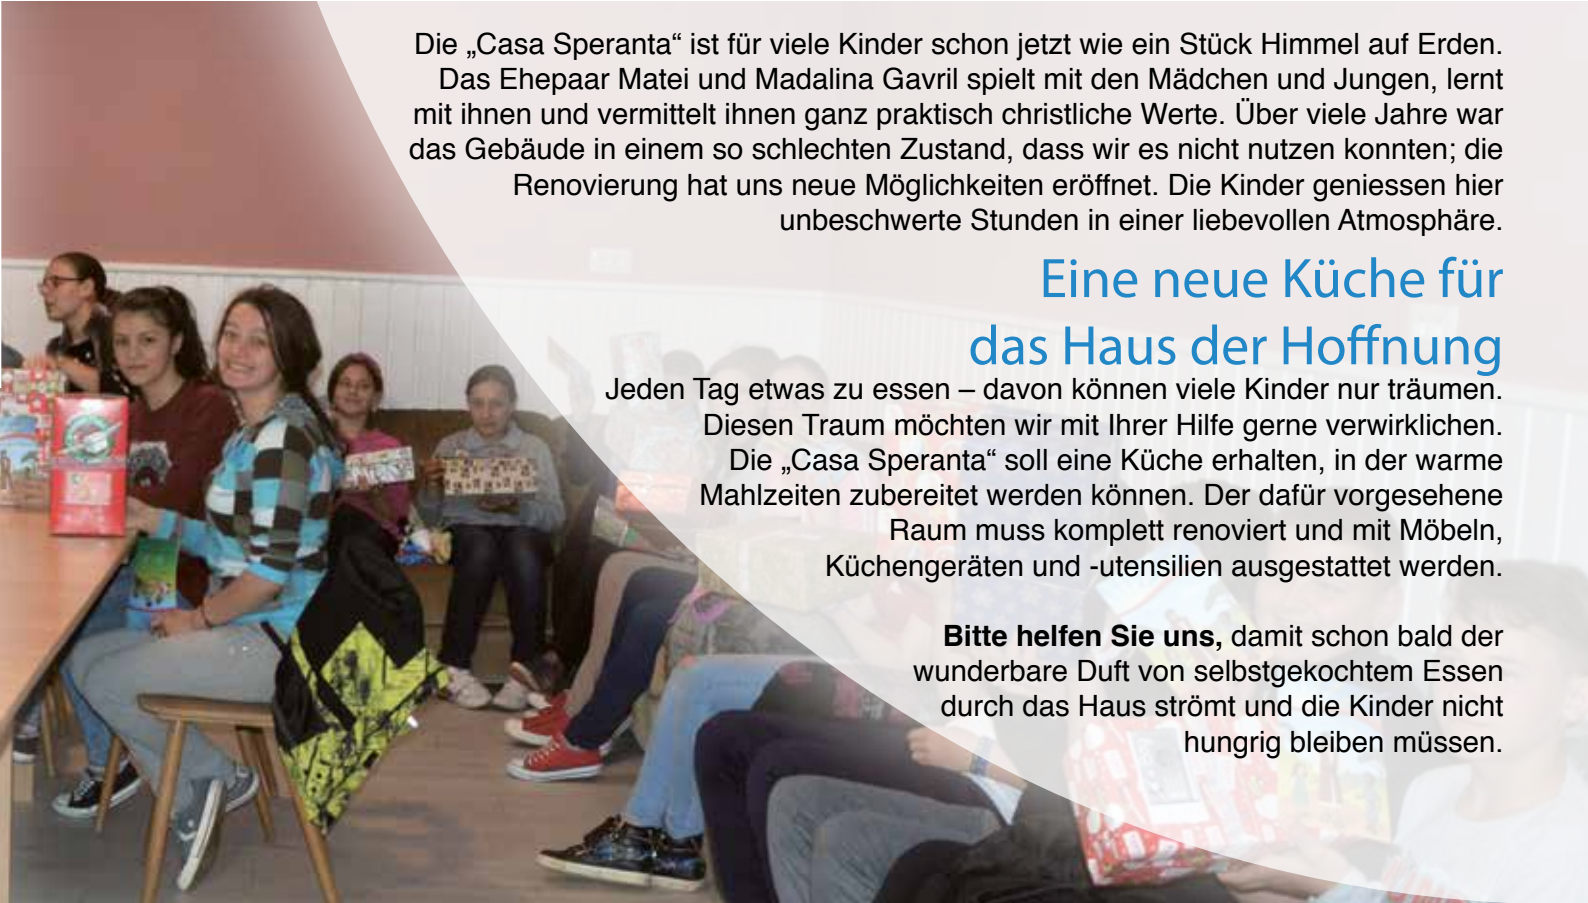 Die „Casa Speranta“ ist für viele Kinder schon jetzt wie ein Stück Himmel auf Erden.
Das Ehepaar Matei und Madalina Gavril spielt mit den Mädchen und Jungen, lernt
mit ihnen und vermittelt ihnen ganz praktisch christliche Werte. Über viele Jahre war
das Gebäude in einem so schlechten Zustand, dass wir es nicht nutzen konnten; die
Renovierung hat uns neue Möglichkeiten eröffnet. Die Kinder geniessen hier
unbeschwerte Stunden in einer liebevollen Atmosphäre.
Eine neue Küche für
das Haus der Hoffnung
Jeden Tag etwas zu essen – davon können viele Kinder nur träumen.
Diesen Traum möchten wir mit Ihrer Hilfe gerne verwirklichen.
Die „Casa Speranta“ soll eine Küche erhalten, in der warme
Mahlzeiten zubereitet werden können. Der dafür vorgesehene
Raum muss komplett renoviert und mit Möbeln,
Küchengeräten und -utensilien ausgestattet werden.
Bitte helfen Sie uns, damit schon bald der
wunderbare Duft von selbstgekochtem Essen
durch das Haus strömt und die Kinder nicht
hungrig bleiben müssen.